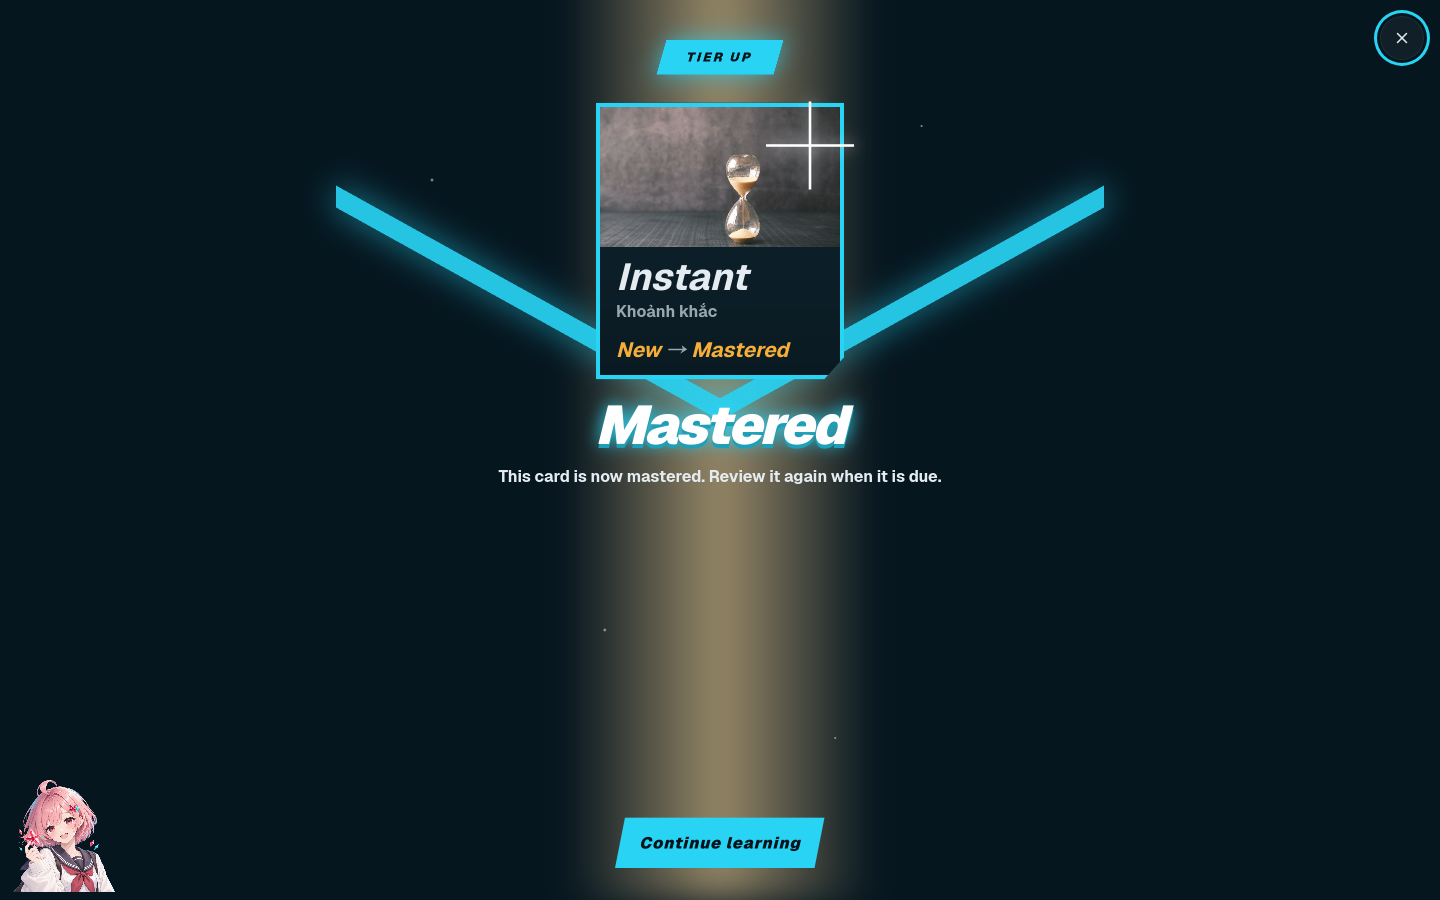 TIER UP
Instant
Khoảnh khắc
New → Mastered
Mastered
This card is now mastered. Review it again when it is due.
Continue learning